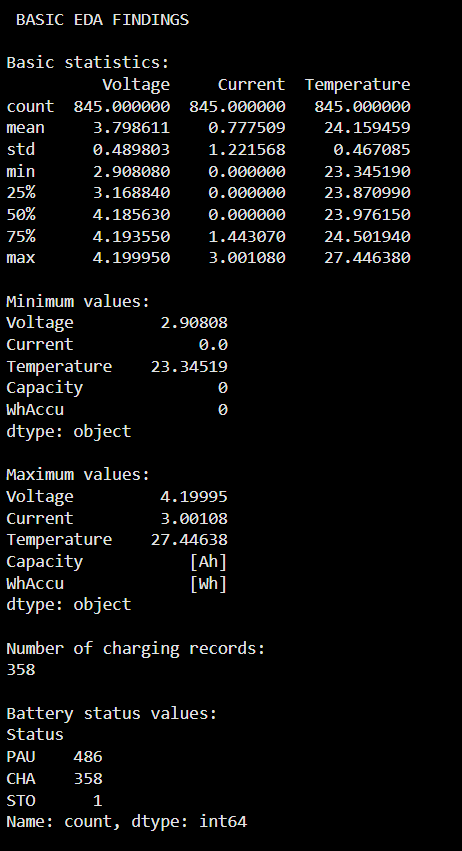 BASIC EDA FINDINGS
Basic statistics:
Voltage Current Temperature
count 845.000000 845.000000 845.000000
mean 3.798611 0.777509 24.159459
std 0.489803 1.221568 0.467085
min 2.908080 0.000000 23.345190
25% 3.168840 0.000000 23.870990
50% 4.185630 0.000000 23.976150
75% 4.193550 1.443070 24.501940
max 4.199950 3.001080 27.446380
Minimum values:
Voltage 2.90808
Current 0.0
Temperature 23.34519
Capacity 0
WhAccu 0
dtype: object
Maximum values:
Voltage 4.19995
Current 3.00108
Temperature 27.44638
Capacity [Ah]
WhAccu [Wh]
dtype: object
Number of charging records:
358
Battery status values:
Status
PAU 486
CHA 358
STO 1
Name: count, dtype: int64